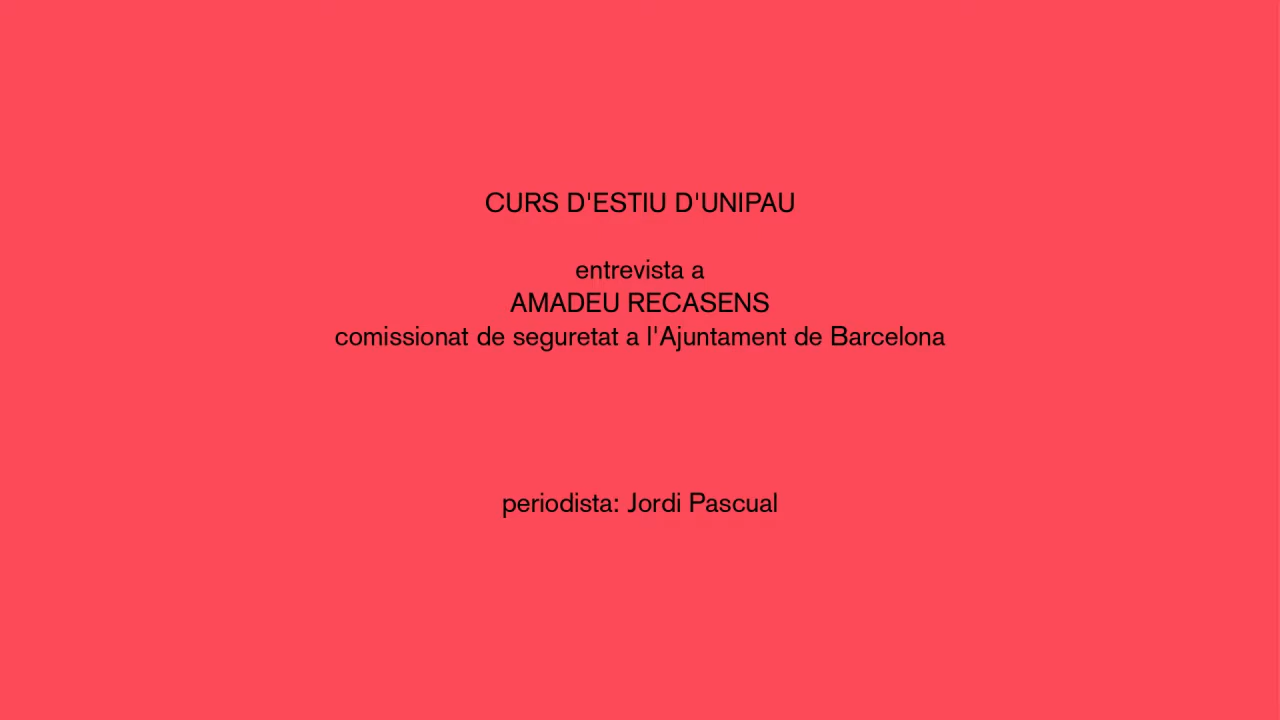 CURS D'ESTIU D'UNIPAU
entrevista a
AMADEU RECASENS
comissionat de seguretat a l'Ajuntament de Barcelona
periodista: Jordi Pascual